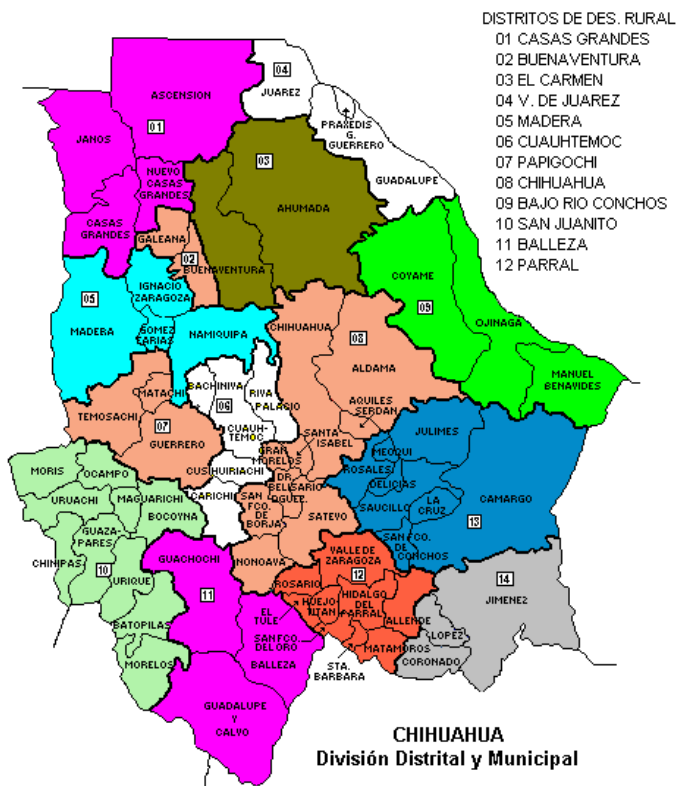 DISTRITOS DE DES. RURAL
01 CASAS GRANDES
02 BUENAVENTURA
03 EL CARMEN
04 V. DE JUAREZ
05 MADERA
06 CUAUHTEMOC
07 PAPIGOCHI
08 CHIHUAHUA
09 BAJO RIO CONCHOS
10 SAN JUANITO
11 BALLEZA
12 PARRAL
04
JUAREZ
ASCENSION
01
PRAXEDIS
G.
GUERRERO
JANOS
03
NUEVO
CASAS
GRANDES
GUADALUPE
AHUMADA
CASAS
GRANDES
GALEANA
02
BUENAVENTURA
COYAME
IGNACIO
ZARAGOZA
05
09
OJINAGA
MADERA
GOMEZ
FARIAS
NAMIQUIPA
CHIHUAHUA
08
ALDAMA
MANUEL
BENAVIDES
BACHINIVA
RIVA
PALACIO
MATACHI
06
AQUILES
SERDAN
TEMOSACHI
07
GUERRERO
CUAUH-
TEMOC
SANTA
ISABEL
JULIMES
MEOQUI
GRAN
MORELOS
MORIS
OCAMPO
CUSIHUIRIACHI
ROSALES
DELICIAS
DR. BELISARIO
DGUEZ.
URUACHI
MAGUARICHI
CARICHI
SAN
FCO.
DE
BORJA
SAUCILLO
LA
CRUZ
CAMARGO
BOCOYNA
SATEVO
13
GUAZA-
PARES
SAN FCO.
DE
CONCHOS
CHINIPAS
10
GUACHOCHI
NONOAVA
VALLE DE
ZARAGOZA
12
14
URIQUE
11
ROSARIO
JIMENEZ
HUEJO
TITAN
HIDALGO
DEL
PARRAL
EL
TULE
ALLENDE
BATOPILAS
SAN FCO.
DEL ORO
LOPEZ
MATAMOROS
MORELOS
BALLEZA
STA.
BARBARA
CORONADO
GUADALUPE
Y
CALVO
CHIHUAHUA
División Distrital y Municipal